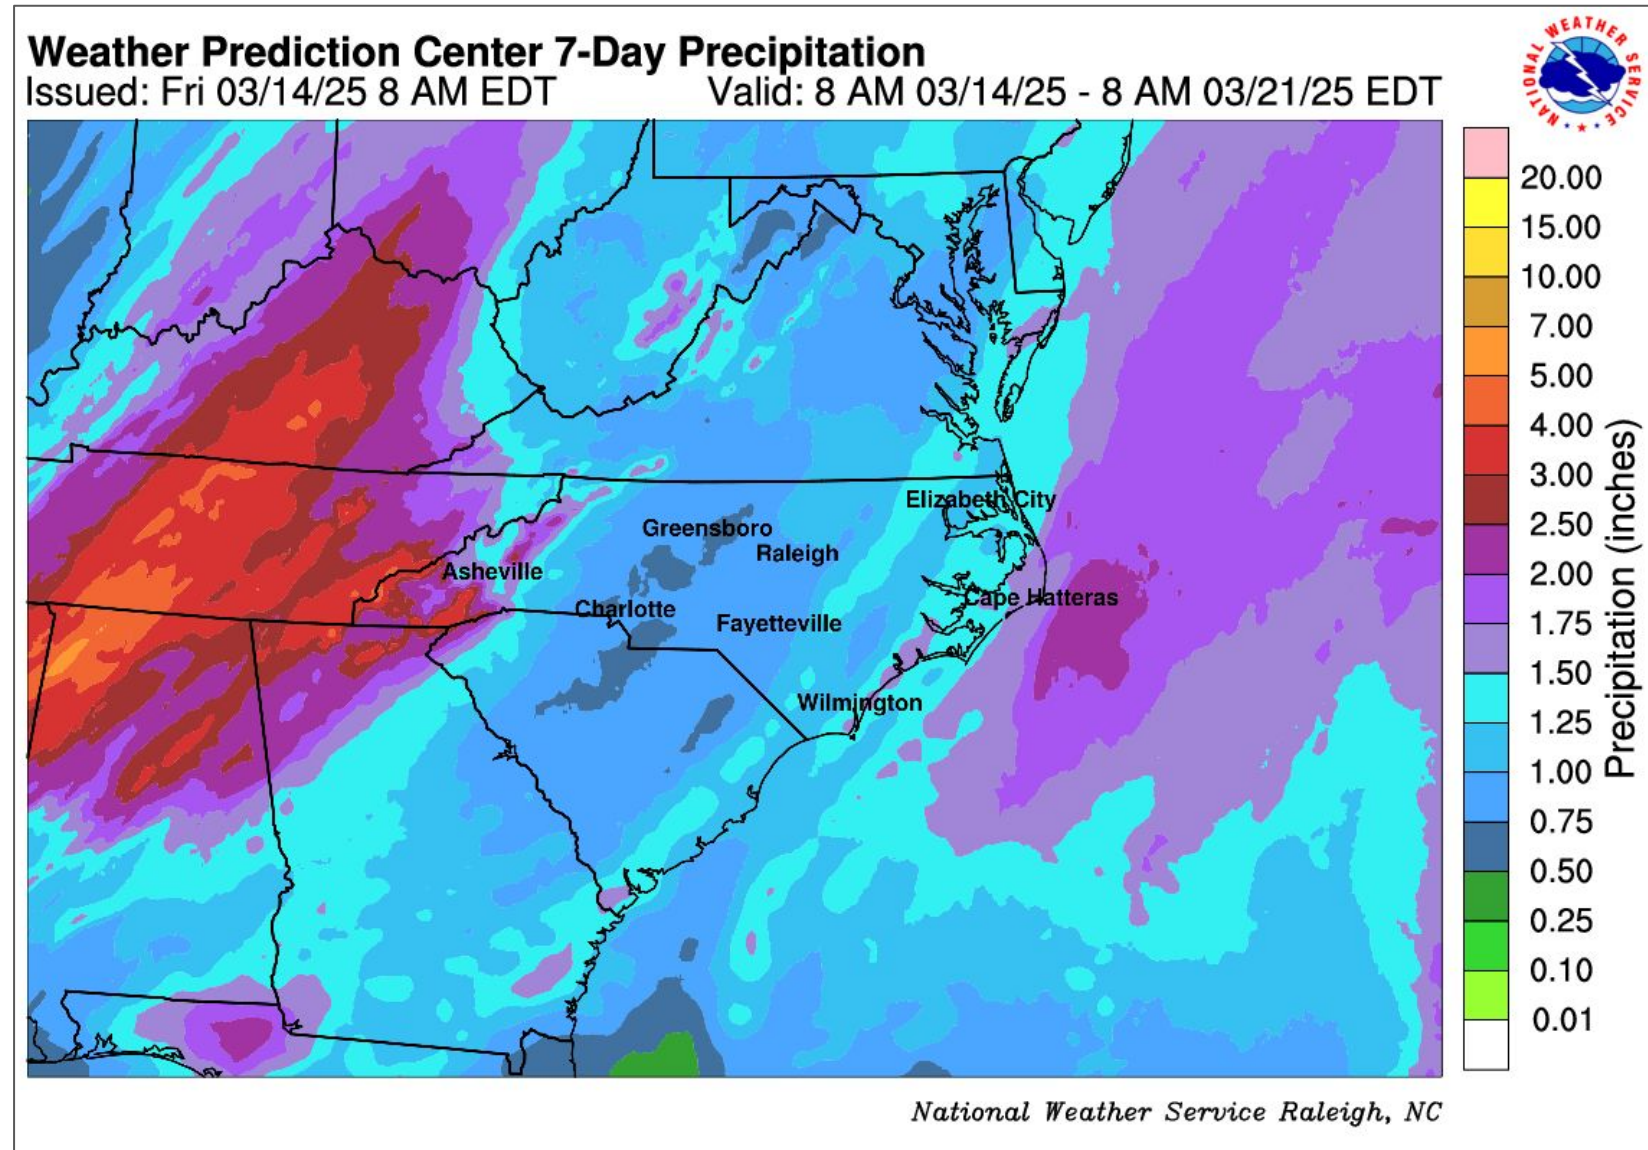 Weather Prediction Center 7-Day Precipitation
Issued: Fri 03/14/25 8 AM EDT
Valid: 8 AM 03/14/25 - 8 AM 03/21/25 EDT
NATIONAL WEATHER SERVICE
20.00
15.00
10.00
7.00
5.00
4.00
3.00
2.50
2.00
1.75
1.50
1.25
1.00
0.75
0.50
0.25
0.10
0.01
Precipitation (inches)
Elizabeth City
Greensboro
Raleigh
Asheville
Cape Hatteras
Charlotte
Fayetteville
Wilmington
National Weather Service Raleigh, NC